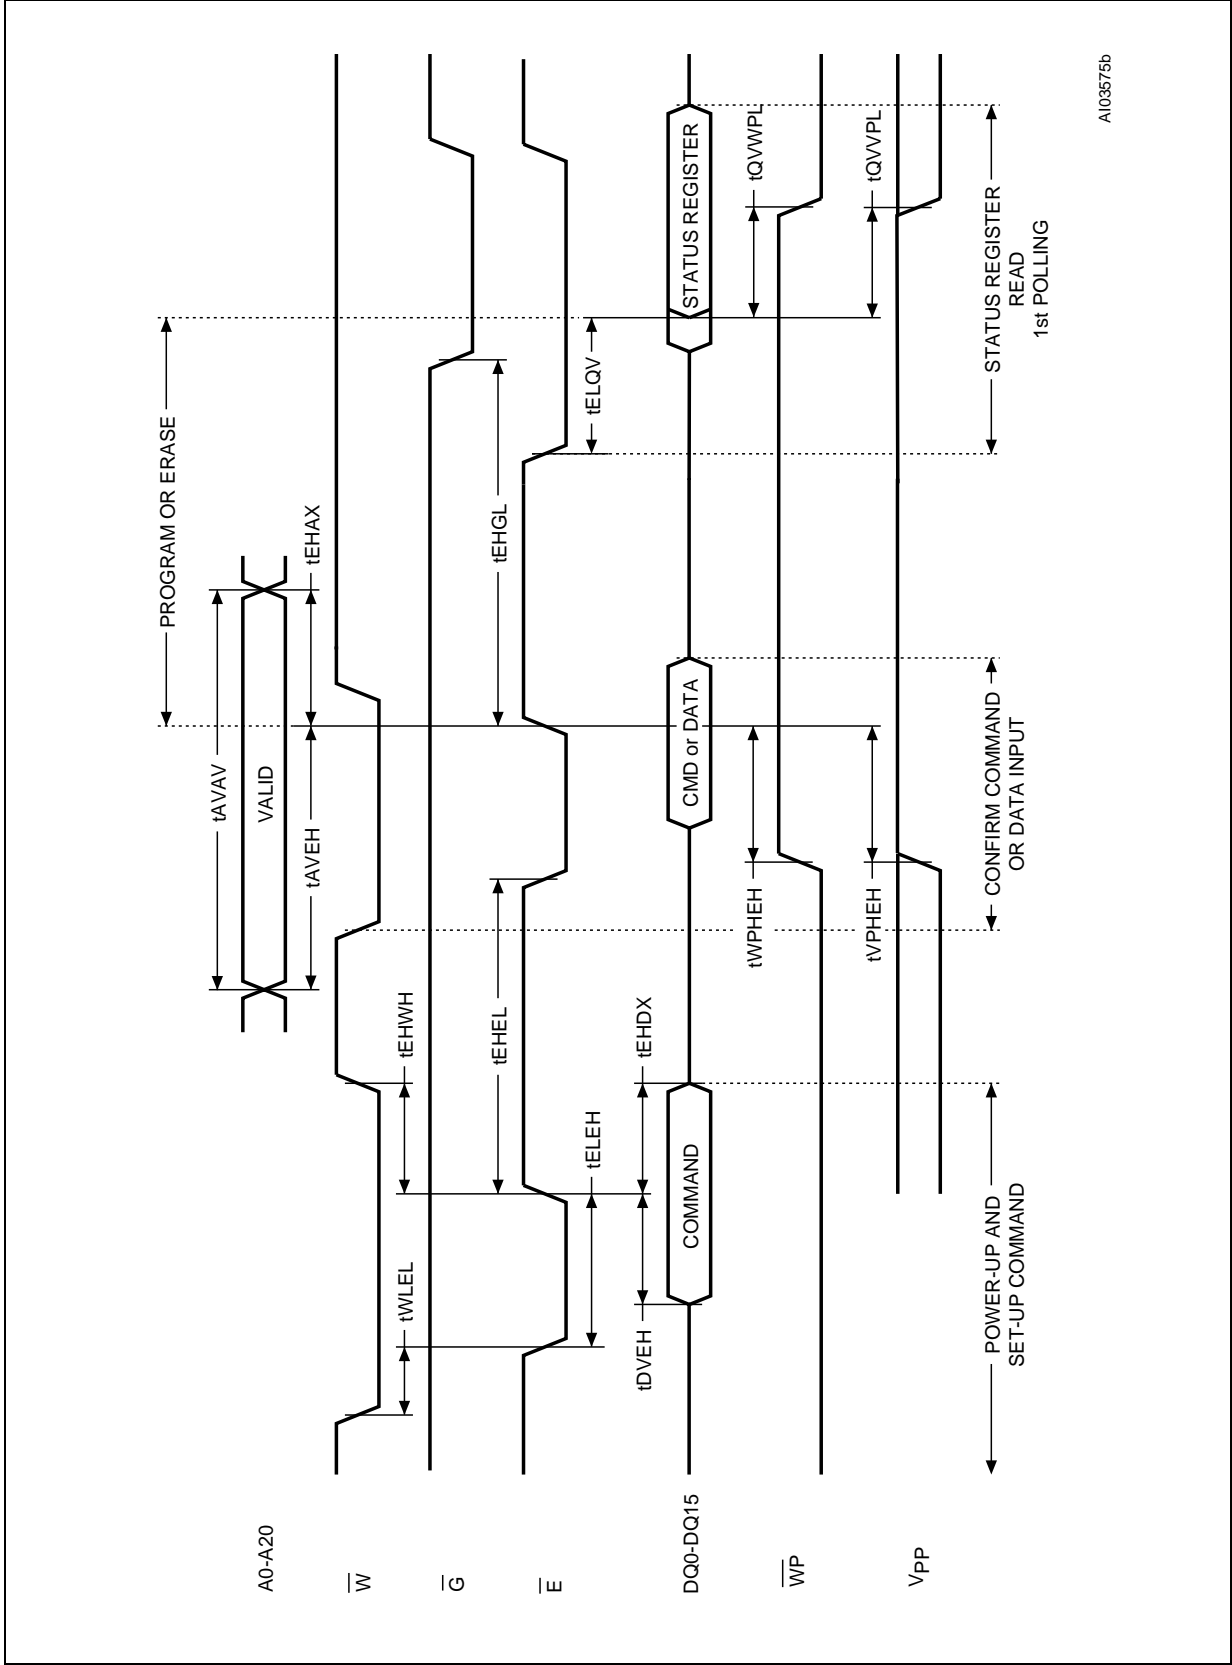 PROGRAM OR ERASE
A0-A20
tAVAV
VALID
tAVEH
tEHAX
W
tWLEL
tEHWH
G
tEHEL
tEHGL
E
tELEH
tELQV
tDVEH
tEHDX
DQ0-DQ15
COMMAND
CMD or DATA
STATUS REGISTER
tWPHEH
tQVWPL
WP
tVPHEH
tQVVPL
VPP
POWER-UP AND
SET-UP COMMAND
CONFIRM COMMAND
OR DATA INPUT
STATUS REGISTER
READ
1st POLLING
AI03575b